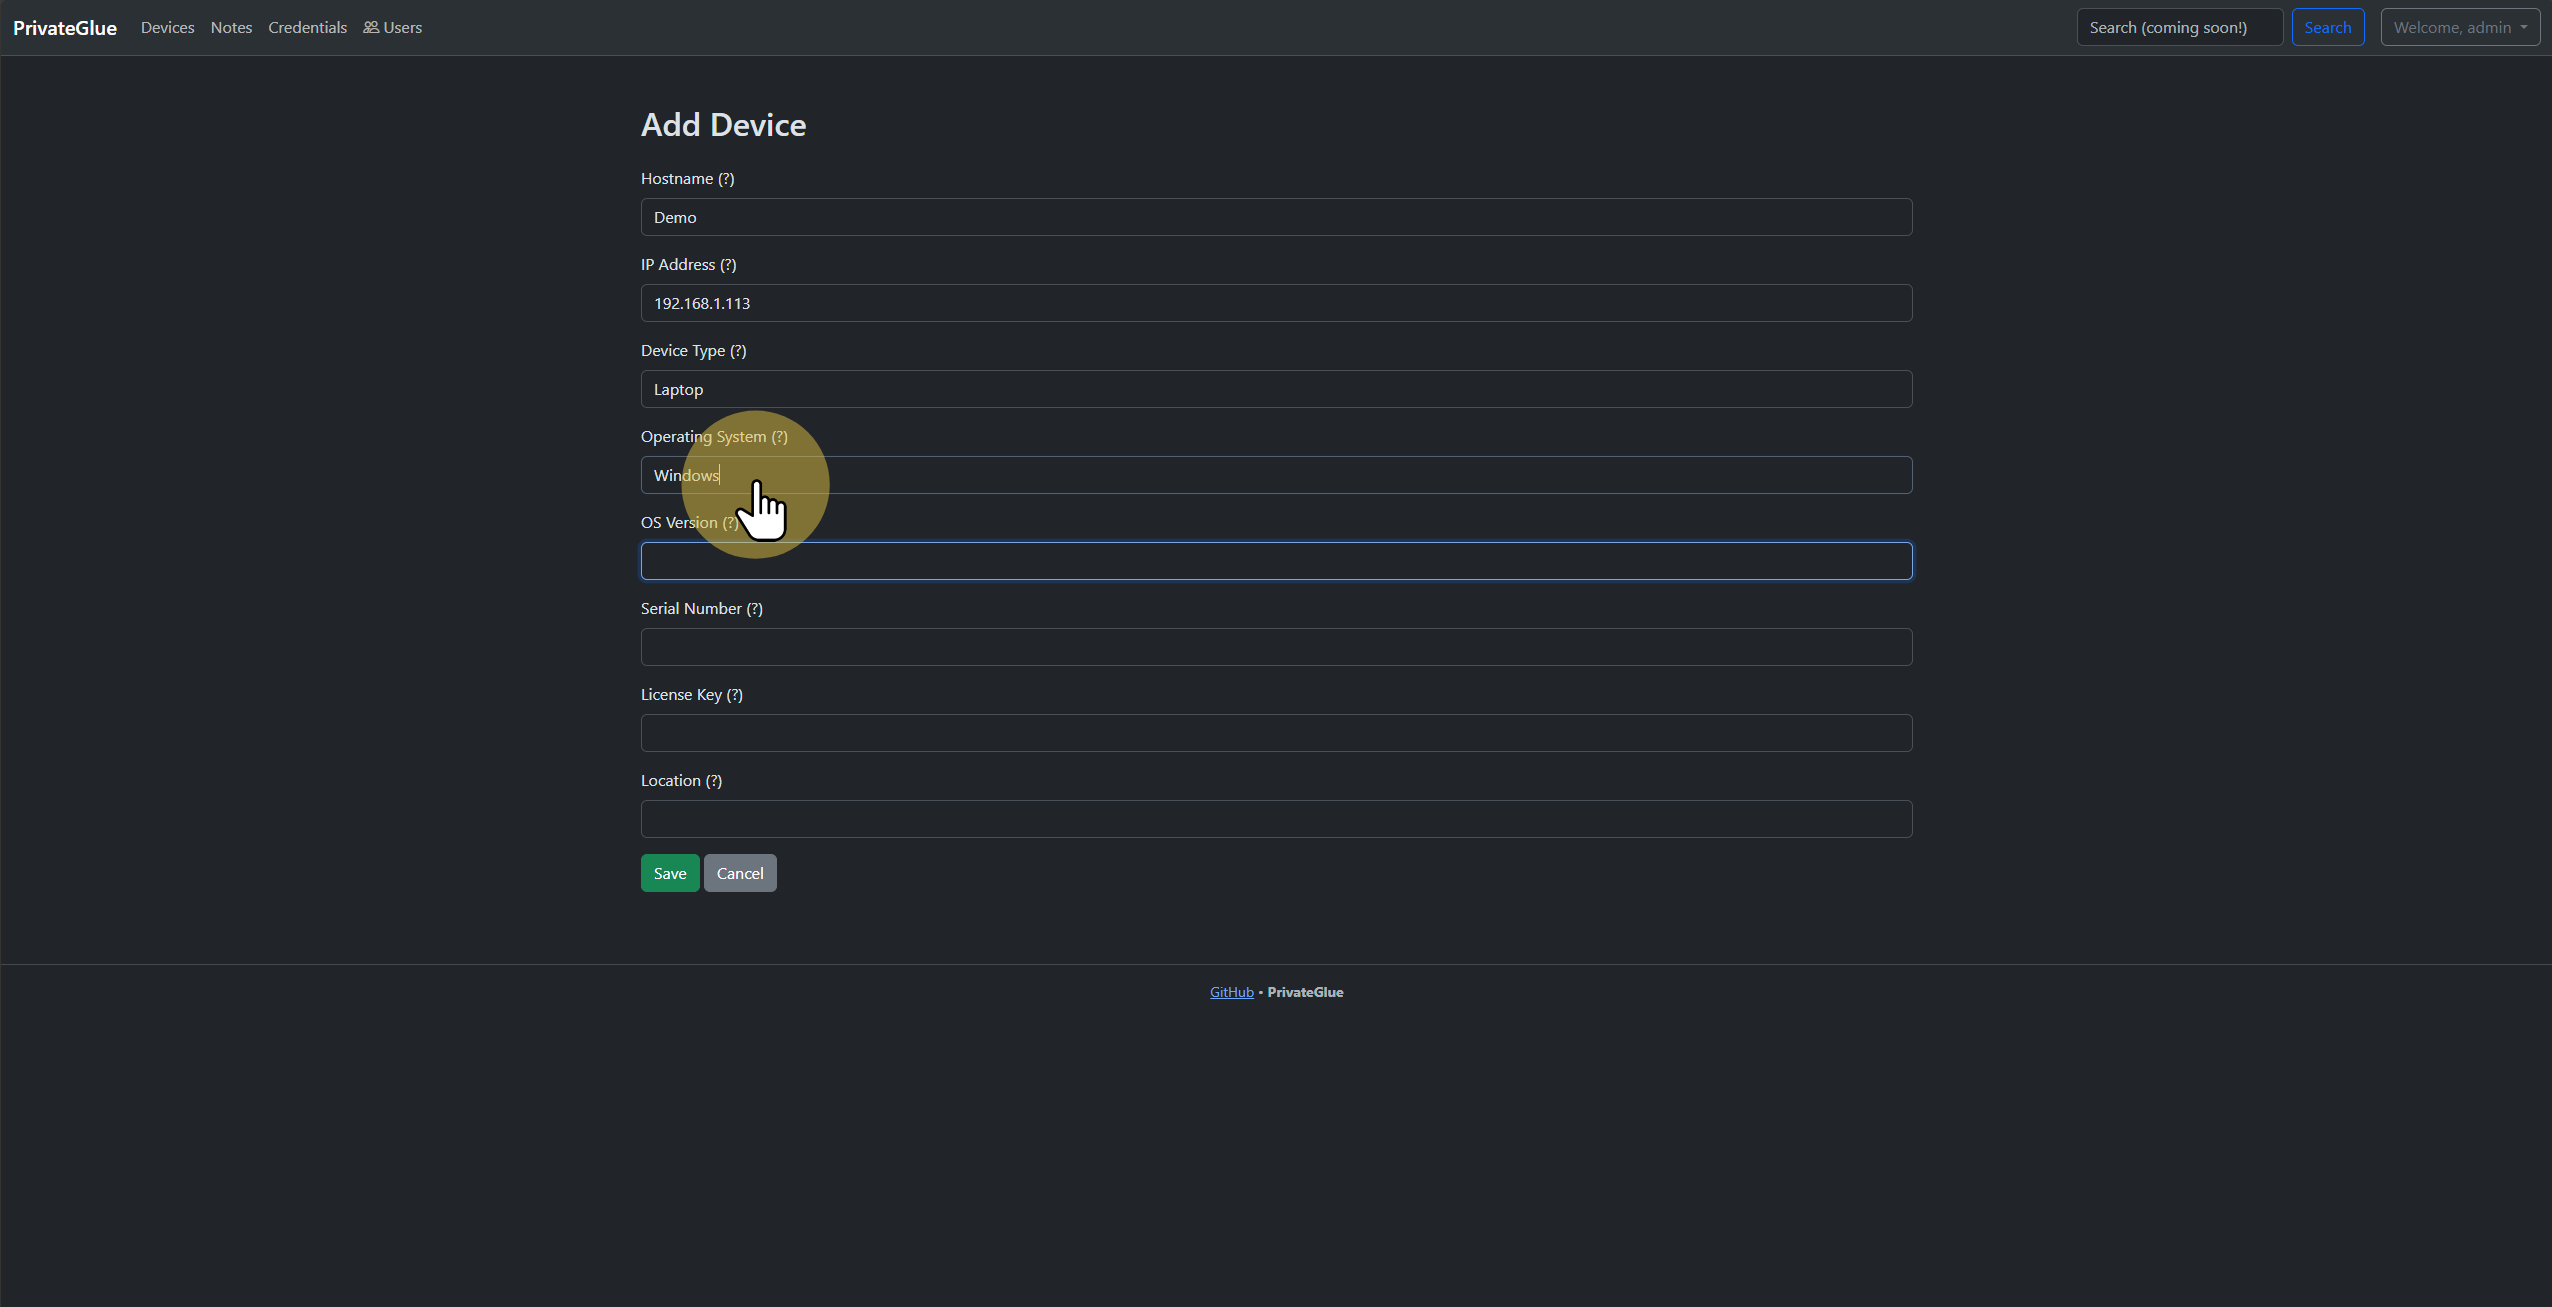 PrivateGlue Devices Notes Credentials Users Search (coming soon!) Search Welcome, admin
Add Device
Hostname (?)
Demo
IP Address (?)
192.168.1.113
Device Type (?)
Laptop
Operating System (?)
Windows
OS Version (?)
Serial Number (?)
License Key (?)
Location (?)
Save Cancel
GitHub • PrivateGlue